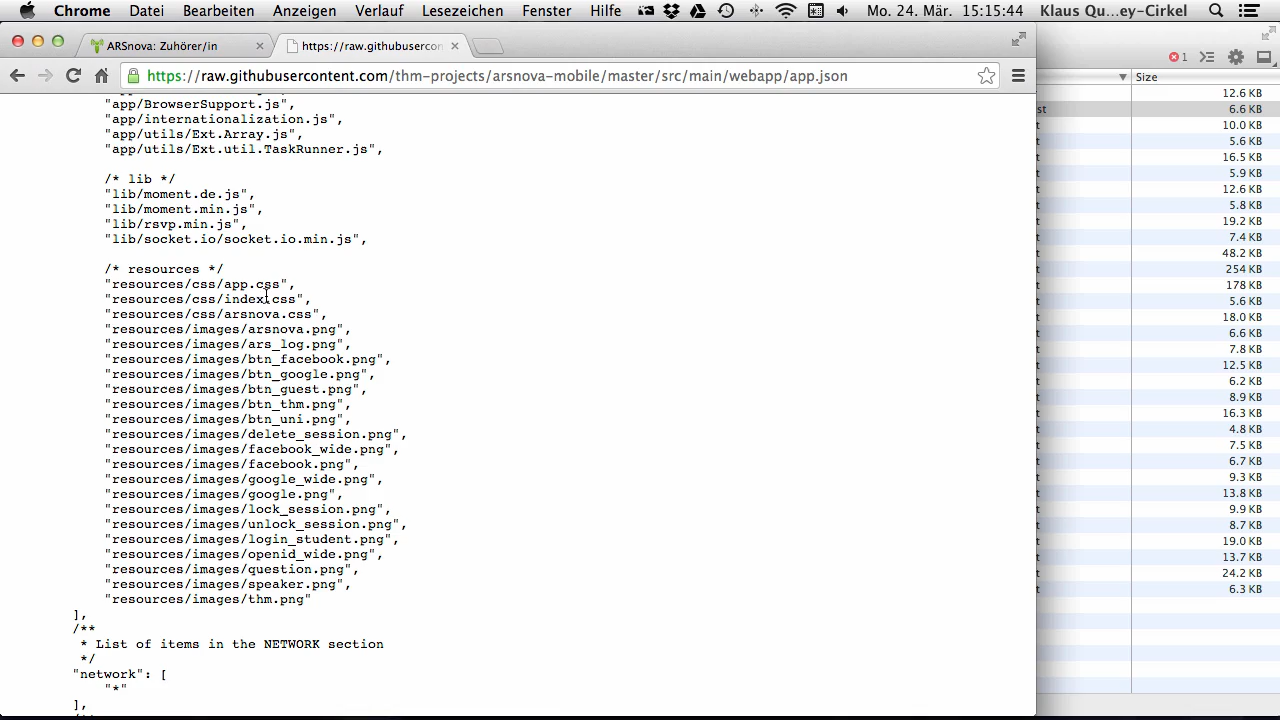 Chrome Datei Bearbeiten Anzeigen Verlauf Lesezeichen Fenster Hilfe Mo. 24. Mär. 15:15:44 Klaus Qu...ey-Cirkel
ARSnova: Zuhörer/in
https://raw.githubusercon
1
https://raw.githubusercontent.com/thm-projects/arsnova-mobile/master/src/main/webapp/app.json
"app/BrowserSupport.js",
"app/internationalization.js",
"app/utils/Ext.Array.js",
"app/utils/Ext.util.TaskRunner.js",
/* lib */
"lib/moment.de.js",
"lib/moment.min.js",
"lib/rsvp.min.js",
"lib/socket.io/socket.io.min.js",
/* resources */
"resources/css/app.css",
"resources/css/index.css",
"resources/css/arsnova.css",
"resources/images/arsnova.png",
"resources/images/ars_log.png",
"resources/images/btn_facebook.png",
"resources/images/btn_google.png",
"resources/images/btn_guest.png",
"resources/images/btn_thm.png",
"resources/images/btn_uni.png",
"resources/images/delete_session.png",
"resources/images/facebook_wide.png",
"resources/images/facebook.png",
"resources/images/google_wide.png",
"resources/images/google.png",
"resources/images/lock_session.png",
"resources/images/unlock_session.png",
"resources/images/login_student.png",
"resources/images/openid_wide.png",
"resources/images/question.png",
"resources/images/speaker.png",
"resources/images/thm.png"
],
/**
* List of items in the NETWORK section
*/
"network": [
"*"
],
Size
12.6 KB
st 6.6 KB
t 10.0 KB
t 5.6 KB
t 16.5 KB
t 5.9 KB
t 12.6 KB
t 5.8 KB
t 19.2 KB
t 7.4 KB
t 48.2 KB
t 254 KB
t 178 KB
t 5.6 KB
t 18.0 KB
t 6.6 KB
t 7.8 KB
t 12.5 KB
t 6.2 KB
t 8.9 KB
t 16.3 KB
t 4.8 KB
t 7.5 KB
t 6.7 KB
t 9.3 KB
t 13.8 KB
t 9.9 KB
t 8.7 KB
t 19.0 KB
t 13.7 KB
t 24.2 KB
t 6.3 KB